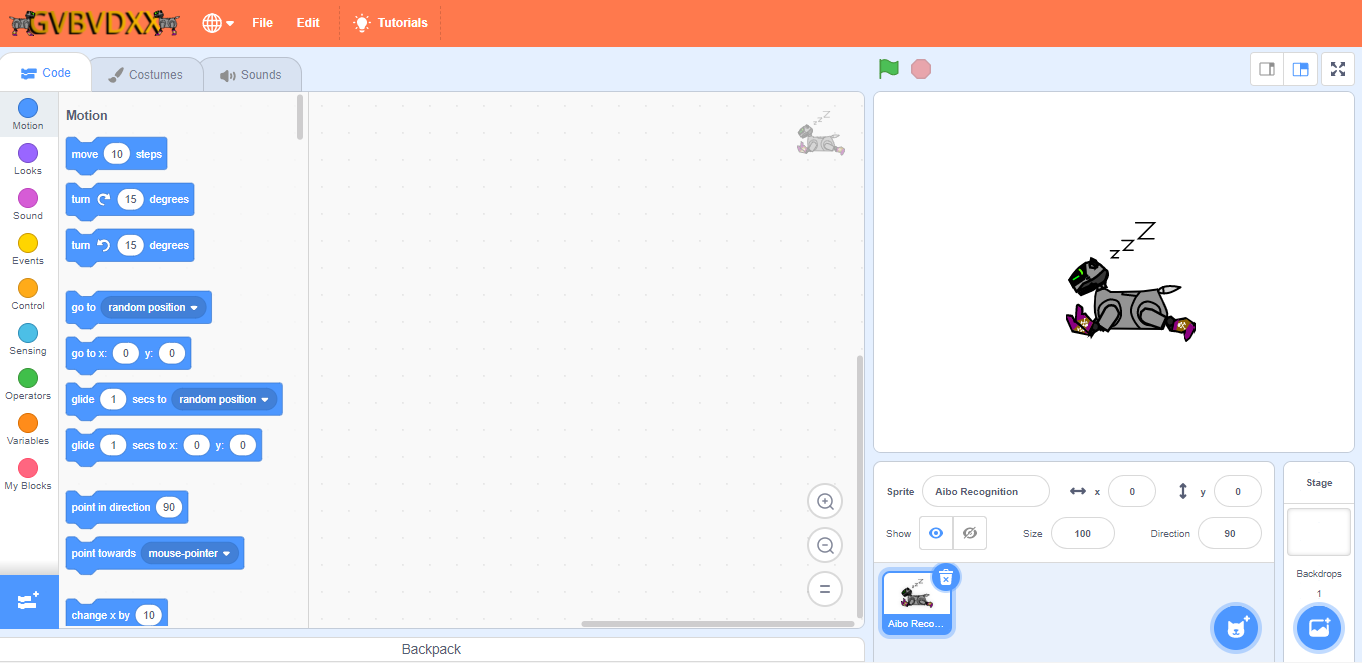 GVBVDXX File Edit Tutorials
Code Costumes Sounds
Motion
Looks
Sound
Events
Control
Sensing
Operators
Variables
My Blocks
Motion
move 10 steps
turn 15 degrees
turn 15 degrees
go to random position
go to x: 0 y: 0
glide 1 secs to random position
glide 1 secs to x: 0 y: 0
point in direction 90
point towards mouse-pointer
change x by 10
z z Z
z z Z
Sprite Aibo Recognition x 0 y 0
Show Size 100 Direction 90
z z Z
Aibo Reco...
Stage
Backdrops
1
Backpack